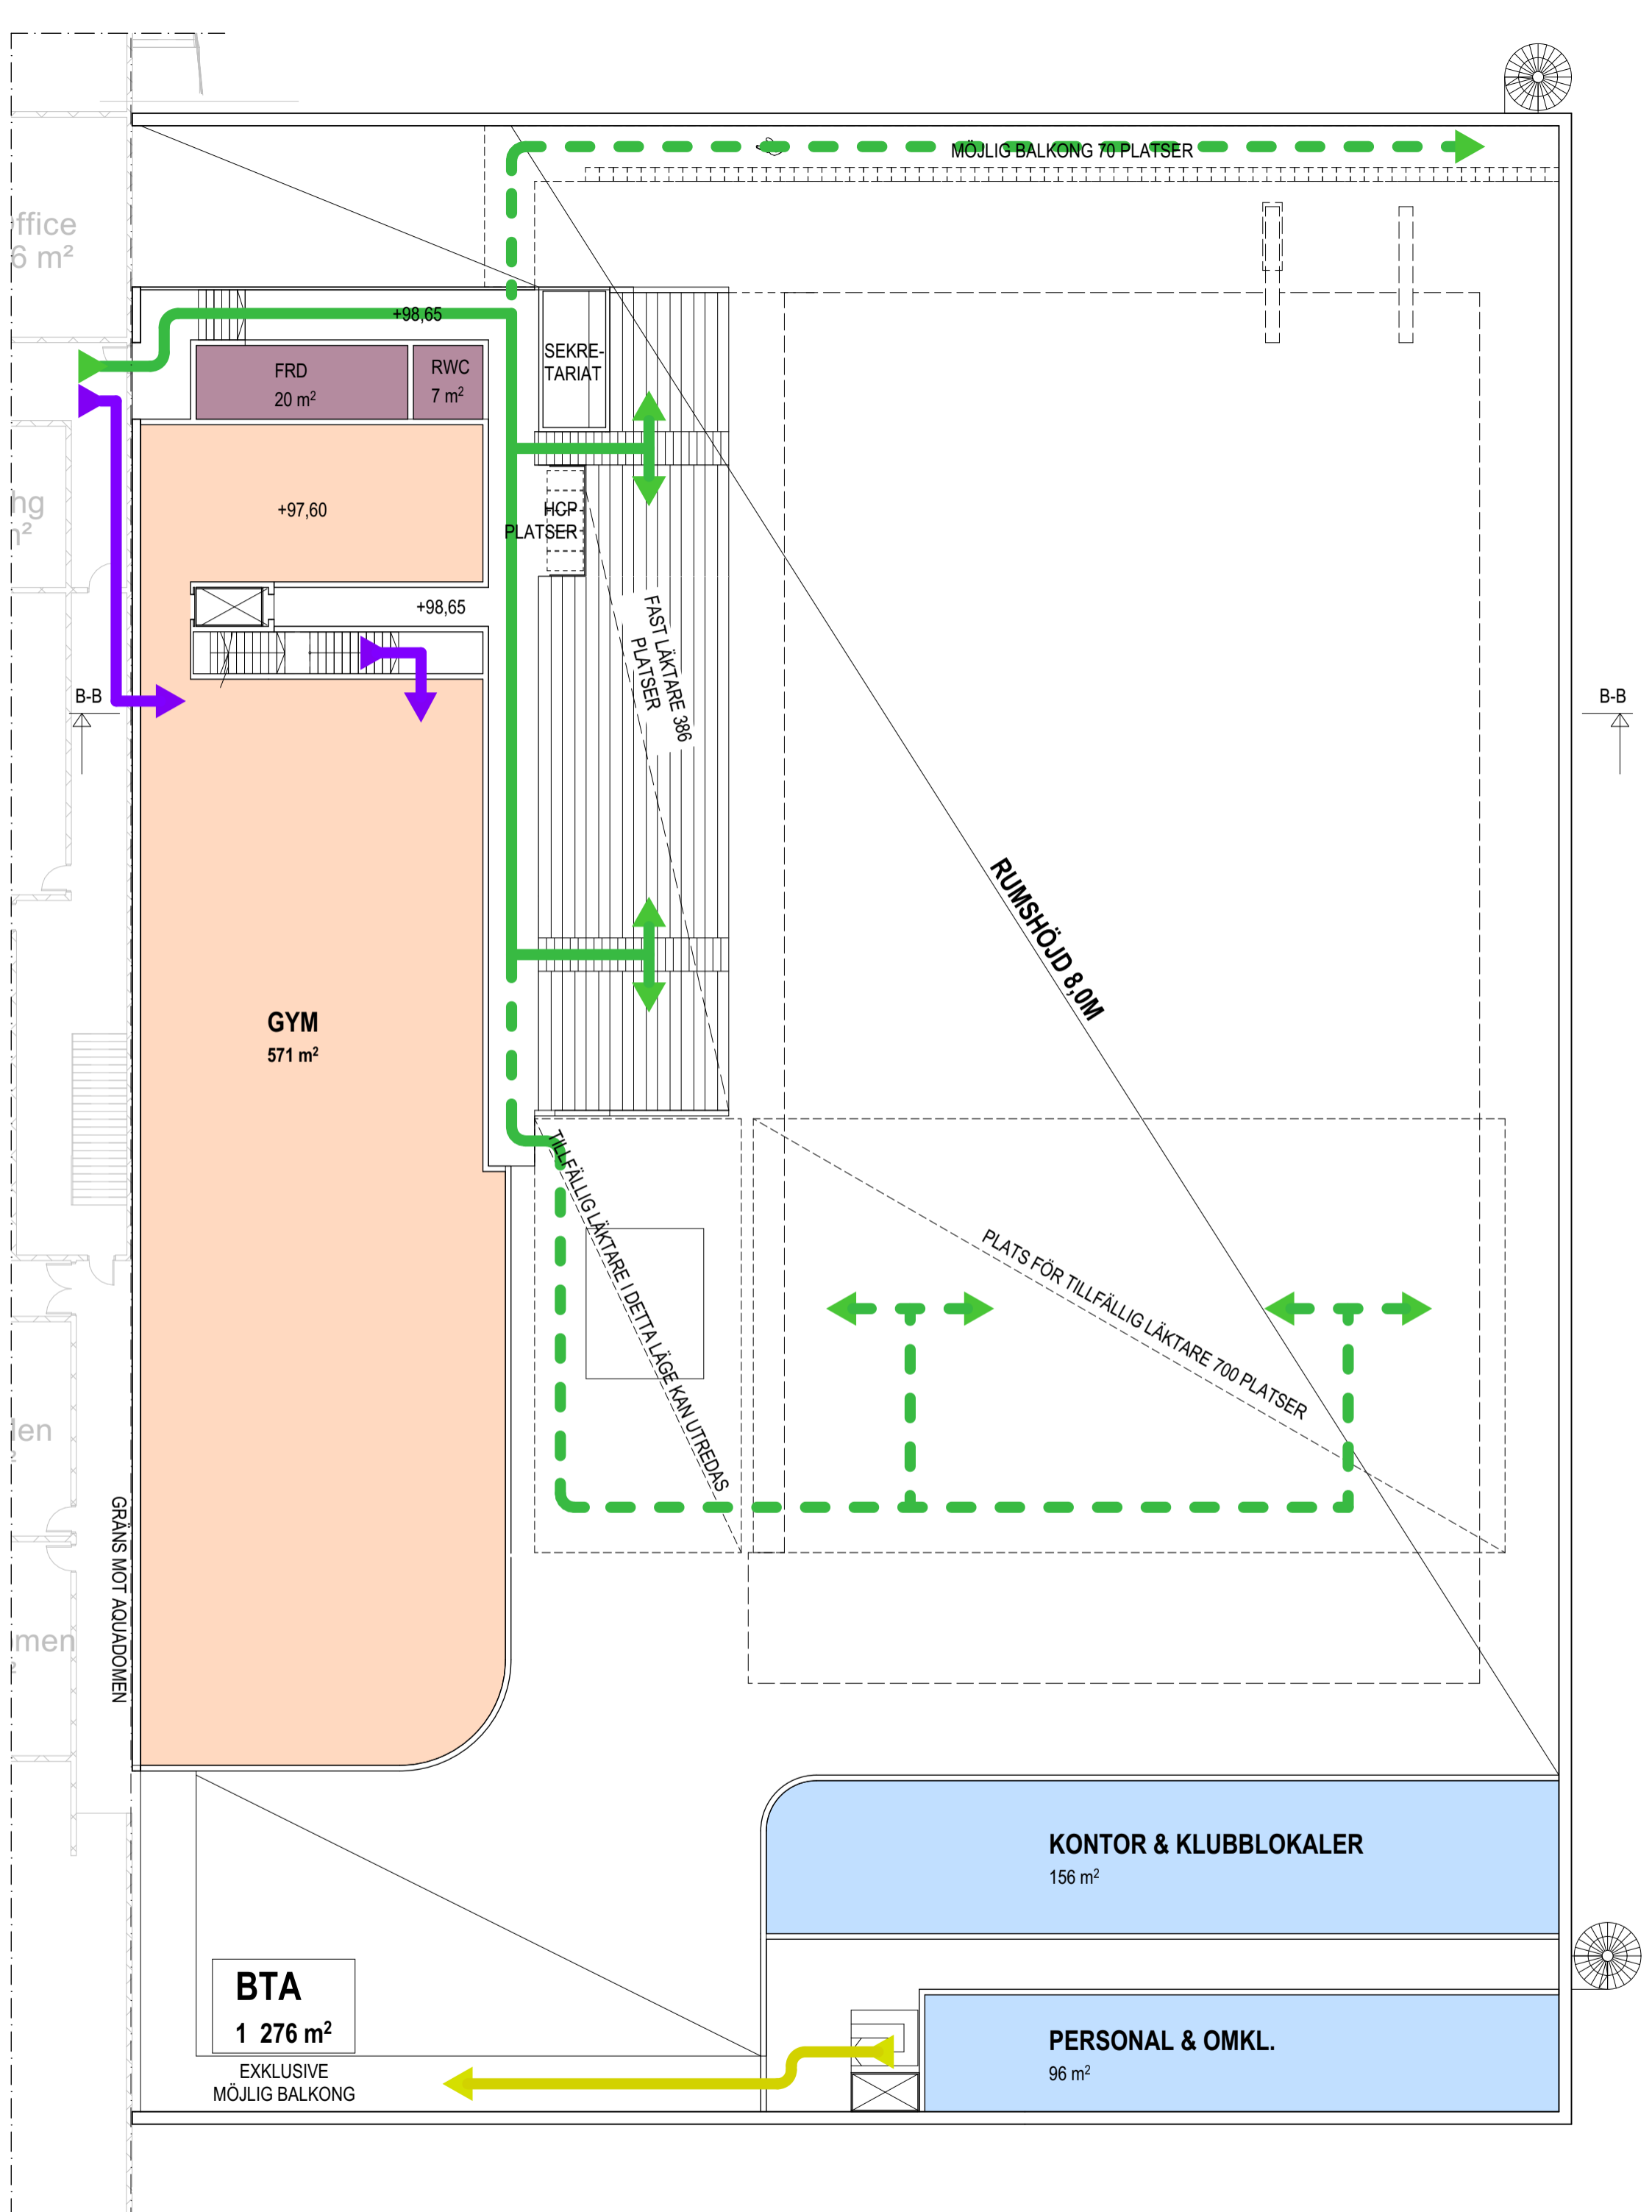 MÖJLIG BALKONG 70 PLATSER
ffice
6 m²
+98,65
SEKRE-
TARIAT
FRD
20 m²
RWC
7 m²
ng
+97,60
HCP
PLATSER
+98,65
FAST LÄKTARE 386
PLATSER
B-B
B-B
RUMSHÖJD 8,0M
GYM
571 m²
TILLFÄLLIG LÄKTARE I DETTA LÄGE KAN UTREDAS
PLATS FÖR TILLFÄLLIG LÄKTARE 700 PLATSER
len
GRÄNS MOT AQUADOMEN
men
KONTOR & KLUBBLOKALER
156 m²
BTA
1 276 m²
EXKLUSIVE
MÖJLIG BALKONG
PERSONAL & OMKL.
96 m²